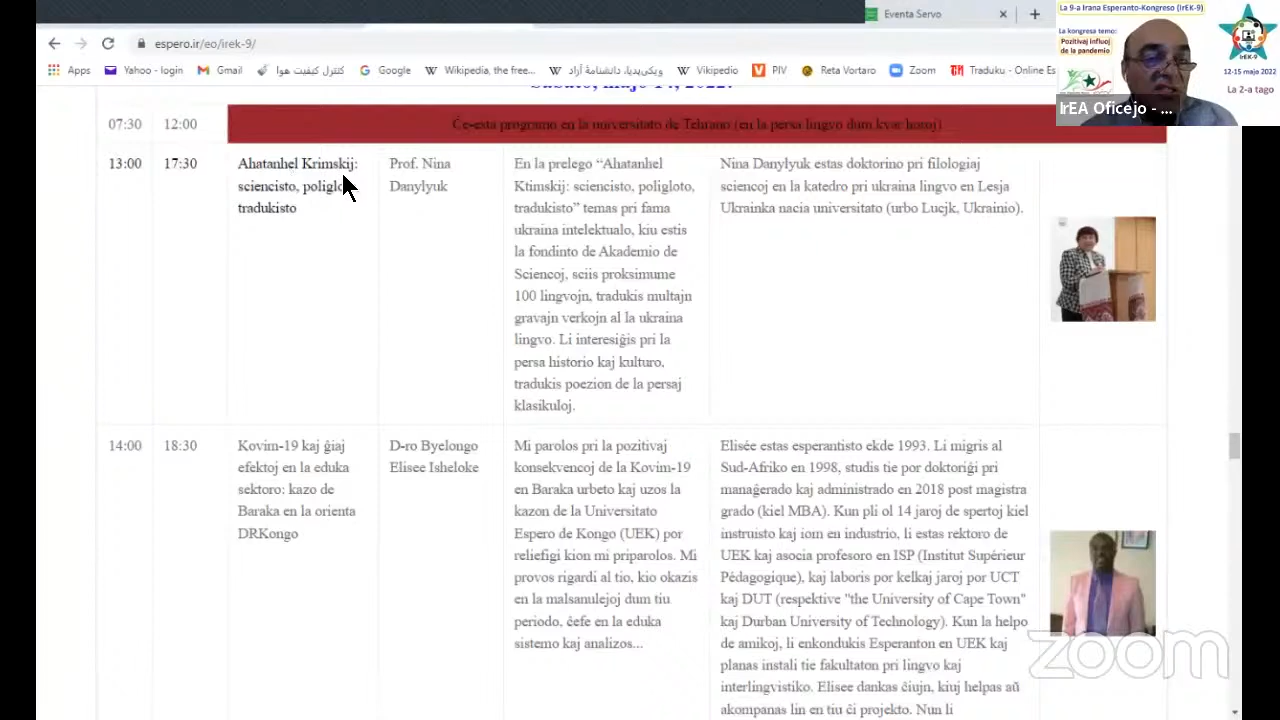 Eventa Servo
La 9-a Irana Esperanto-Kongreso (IrEK-9)
La kongresa temo:
Pozitivaj influoj
de la pandemio
IrEK-9
12-15 majo 2022
La 2-a tago
IrEA Oficejo - ...
espero.ir/eo/irek-9/
Apps Yahoo - login Gmail کنترل کیفیت هوا Google Wikipedia, the free... ویکی‌پدیا، دانشنامهٔ آزاد Vikipedio PIV Reta Vortaro Zoom Traduku - Online Es
Sabato, majo 14, 2022:
07:30 12:00 Ĉe-esta programo en la universitato de Tehrano (en la persa lingvo dum kvar horoj)
13:00 17:30
Ahatanhel Krimskij:
sciencisto, poliglo
tradukisto
Prof. Nina
Danylyuk
En la prelego “Ahatanhel
Ktimskij: sciencisto, poligloto,
tradukisto” temas pri fama
ukraina intelektualo, kiu estis
la fondinto de Akademio de
Sciencoj, sciis proksimume
100 lingvojn, tradukis multajn
gravajn verkojn al la ukraina
lingvo. Li interesiĝis pri la
persa historio kaj kulturo,
tradukis poezion de la persaj
klasikuloj.
Nina Danylyuk estas doktorino pri filologiaj
sciencoj en la katedro pri ukraina lingvo en Lesja
Ukrainka nacia universitato (urbo Lucjk, Ukrainio).
14:00 18:30
Kovim-19 kaj ĝiaj
efektoj en la eduka
sektoro: kazo de
Baraka en la orienta
DRKongo
D-ro Byelongo
Elisee Isheloke
Mi parolos pri la pozitivaj
konsekvencoj de la Kovim-19
en Baraka urbeto kaj uzos la
kazon de la Universitato
Espero de Kongo (UEK) por
reliefigi kion mi priparolos. Mi
provos rigardi al tio, kio okazis
en la malsanulejoj dum tiu
periodo, ĉefe en la eduka
sistemo kaj analizos...
Elisée estas esperantisto ekde 1993. Li migris al
Sud-Afriko en 1998, studis tie por doktoriĝi pri
manaĝerado kaj administrado en 2018 post magistra
grado (kiel MBA). Kun pli ol 14 jaroj de spertoj kiel
instruisto kaj iom en industrio, li estas rektoro de
UEK kaj asocia profesoro en ISP (Institut Supérieur
Pédagogique), kaj laboris por kelkaj jaroj por UCT
kaj DUT (respektive "the University of Cape Town"
kaj Durban University of Technology). Kun la helpo
de amikoj, li enkondukis Esperanton en UEK kaj
planas instali tie fakultaton pri lingvo kaj
interlingvistiko. Elisee dankas ĉiujn, kiuj helpas aŭ
akompanas lin en tiu ĉi projekto. Nun li
zoom